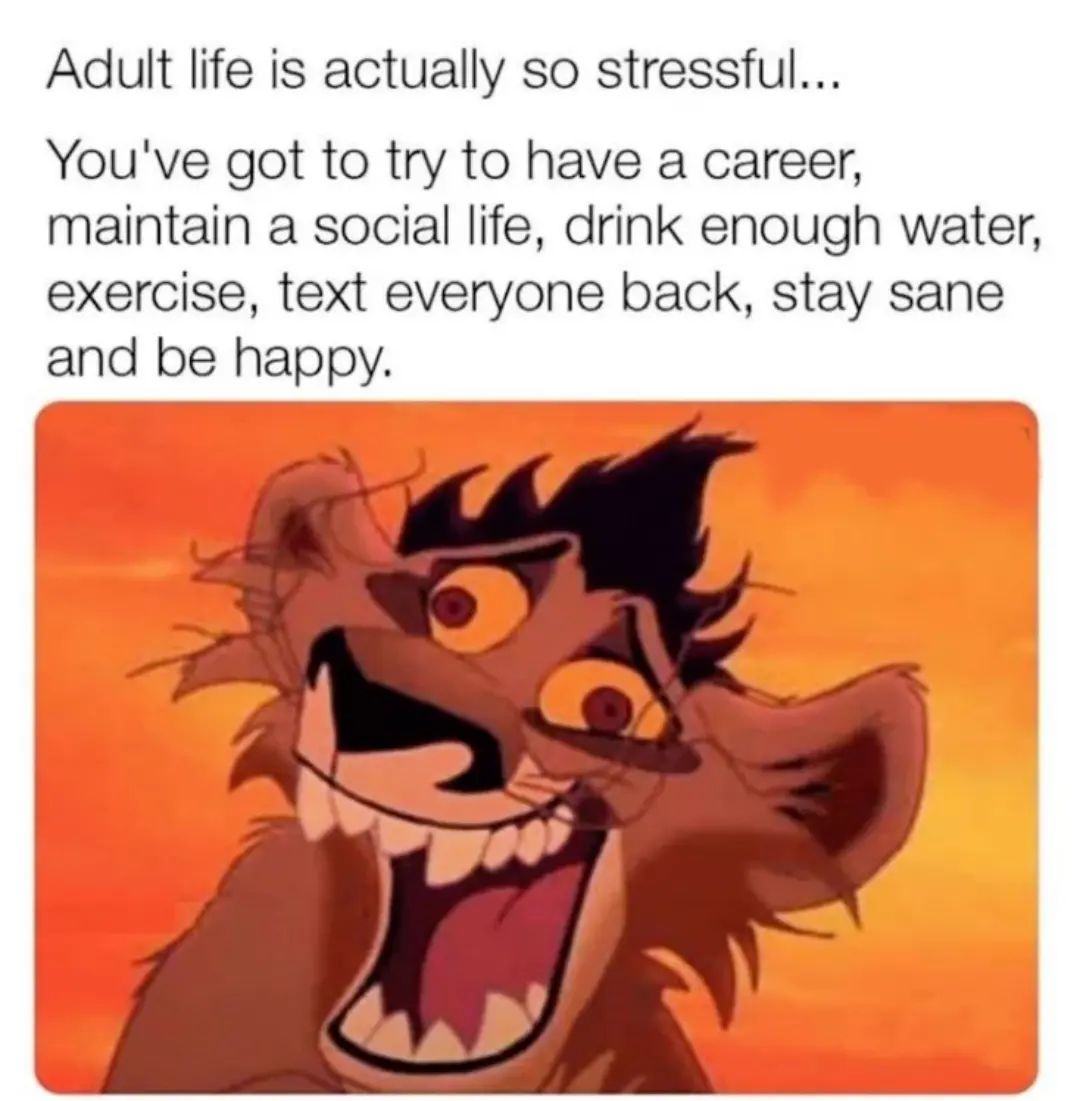 Adult life is actually so stressful...
You've got to try to have a career,
maintain a social life, drink enough water,
exercise, text everyone back, stay sane
and be happy.